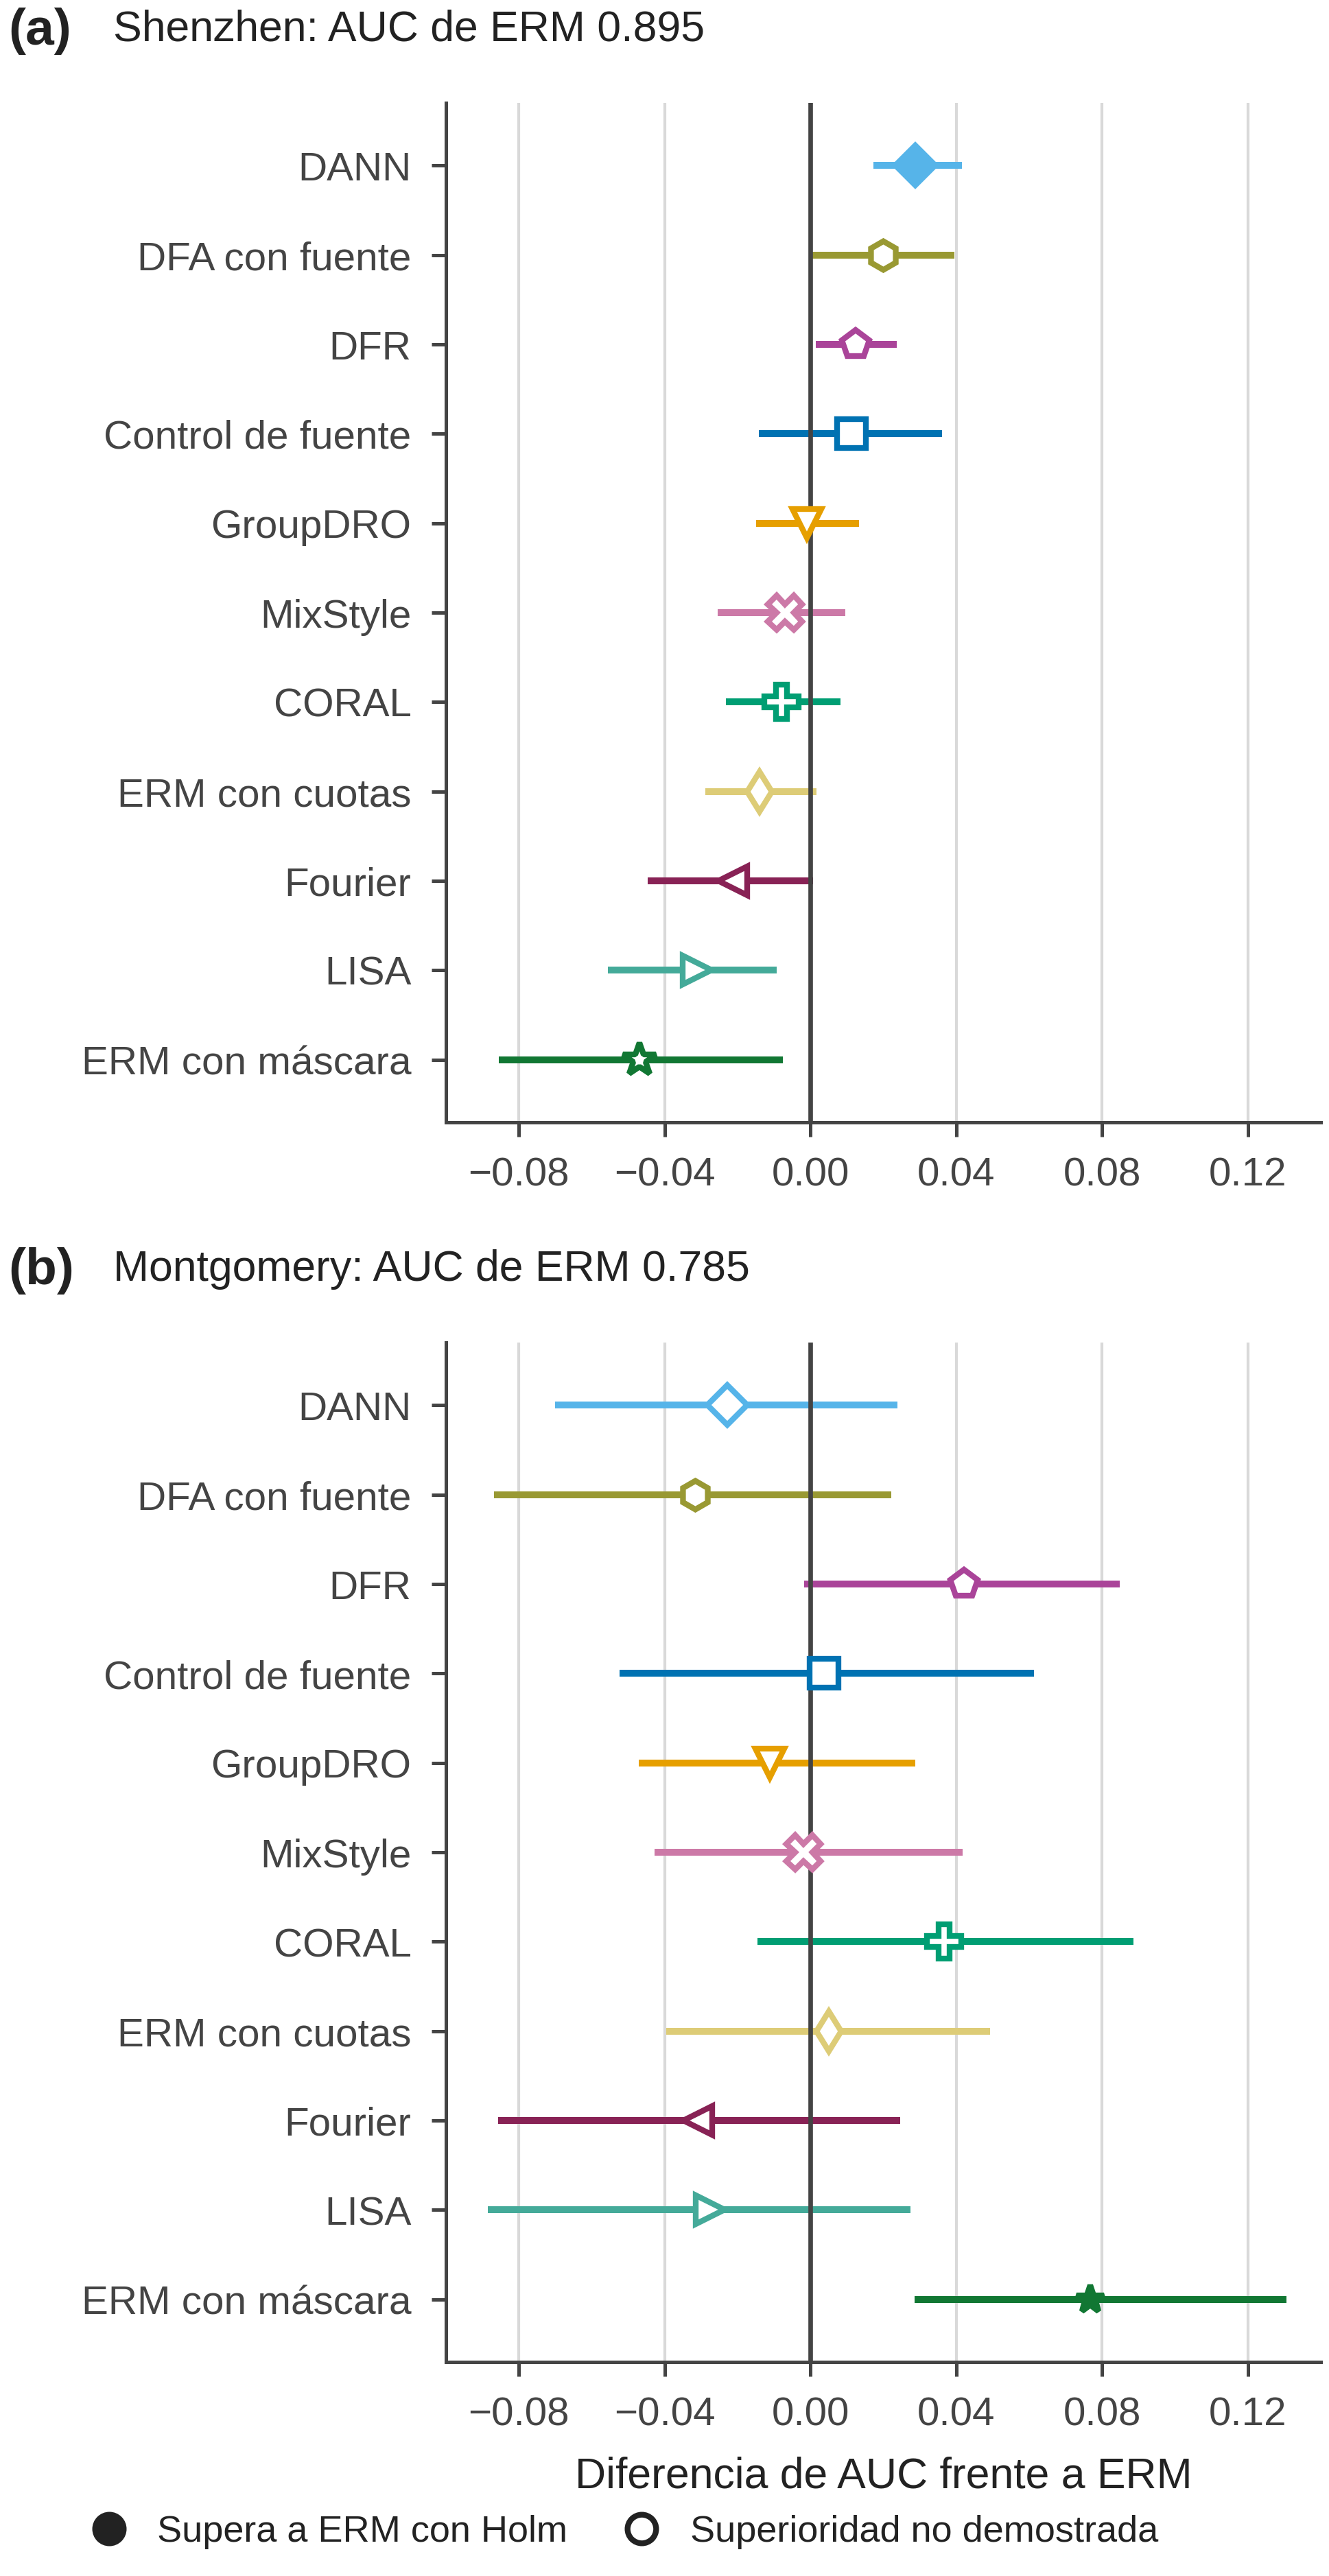 (a) Shenzhen: AUC de ERM 0.895
DANN
DFA con fuente
DFR
Control de fuente
GroupDRO
MixStyle
CORAL
ERM con cuotas
Fourier
LISA
ERM con máscara
−0.08 −0.04 0.00 0.04 0.08 0.12
(b) Montgomery: AUC de ERM 0.785
DANN
DFA con fuente
DFR
Control de fuente
GroupDRO
MixStyle
CORAL
ERM con cuotas
Fourier
LISA
ERM con máscara
−0.08 −0.04 0.00 0.04 0.08 0.12
Diferencia de AUC frente a ERM
Supera a ERM con Holm Superioridad no demostrada